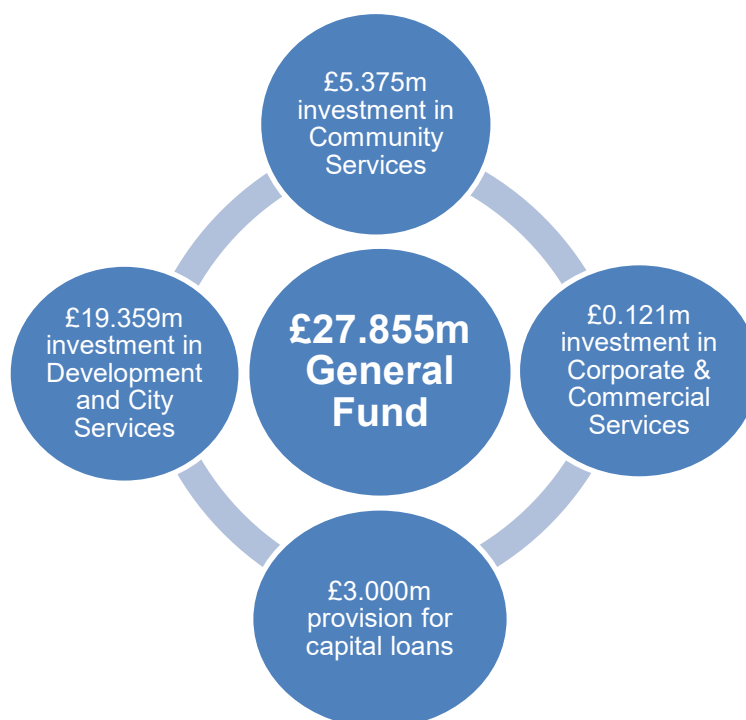 £5.375m
investment in
Community
Services
£19.359m
investment in
Development
and City
Services
£27.855m
General
Fund
£0.121m
investment in
Corporate &
Commercial
Services
£3.000m
provision for
capital loans